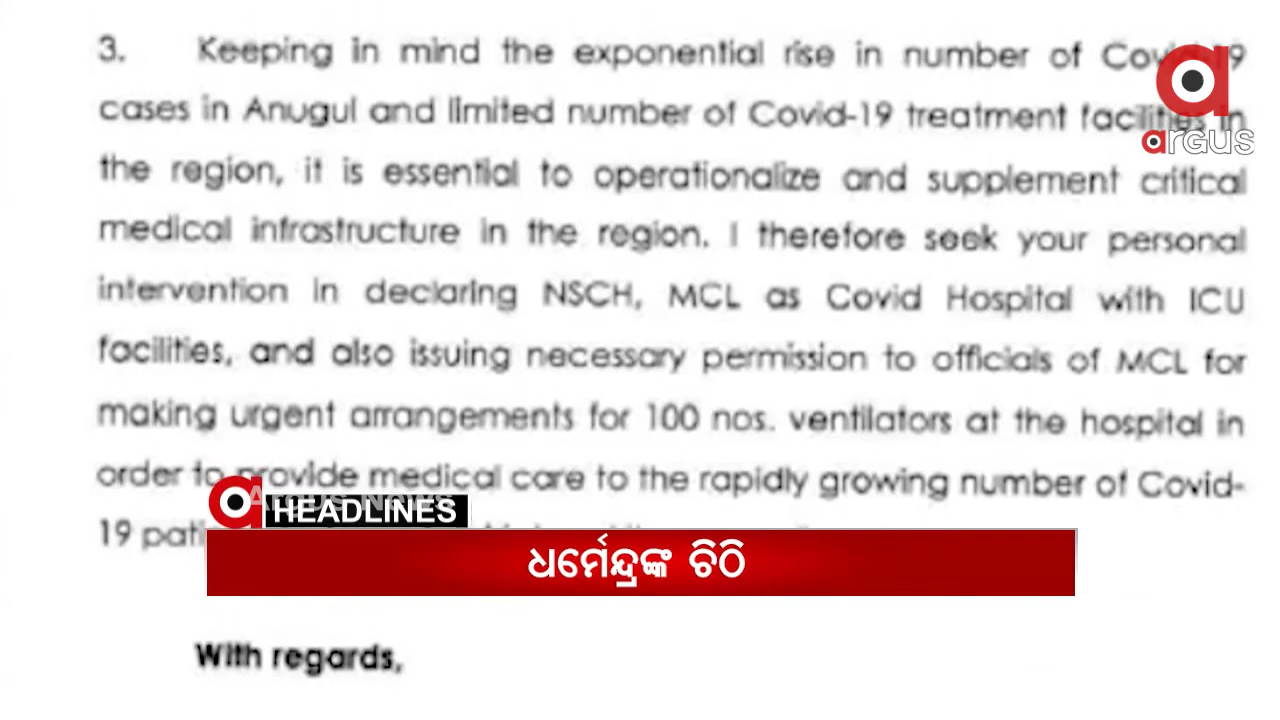 3. Keeping in mind the exponential rise in number of Covid-19
cases in Anugul and limited number of Covid-19 treatment facilities in
the region, it is essential to operationalize and supplement critical
medical infrastructure in the region. I therefore seek your personal
intervention in declaring NSCH, MCL as Covid Hospital with ICU
facilities, and also issuing necessary permission to officials of MCL for
making urgent arrangements for 100 nos. ventilators at the hospital in
order to provide medical care to the rapidly growing number of Covid-
19
With regards,
argus
ARGUS NEWS
HEADLINES
ଧର୍ମେନ୍ଦ୍ରଙ୍କ ଚିଠି